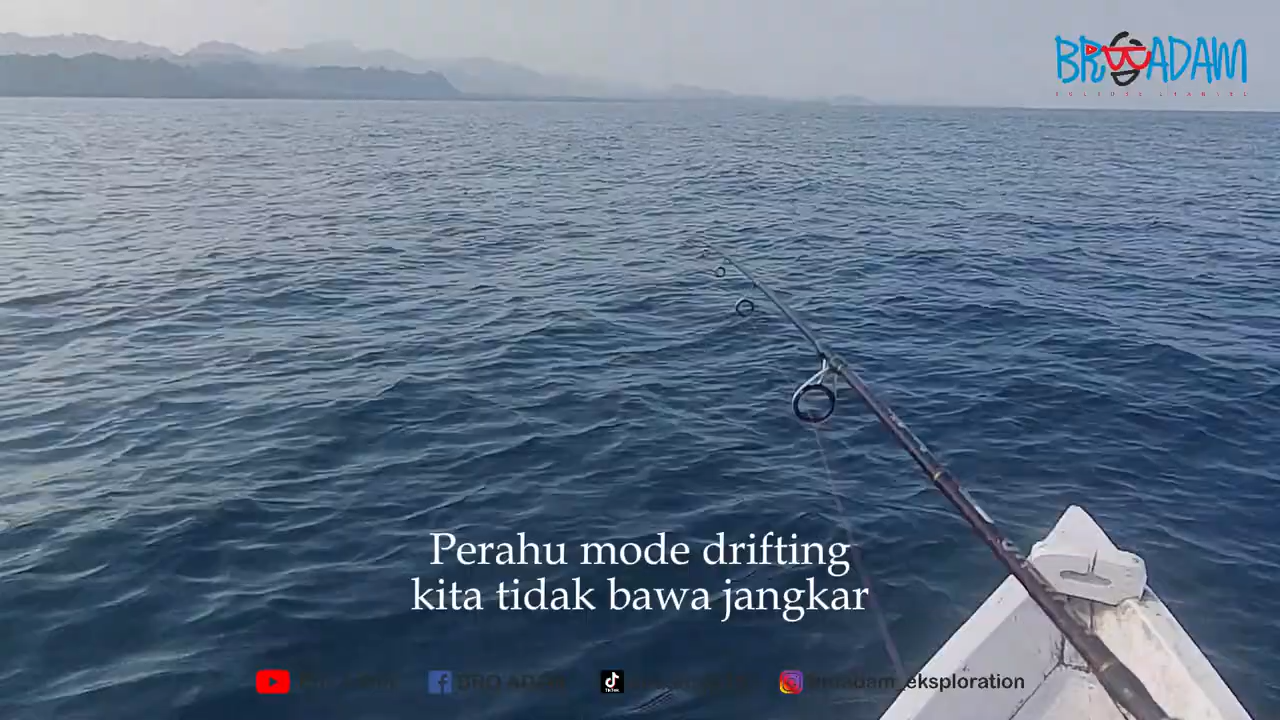 BROADAM
Perahu mode drifting
kita tidak bawa jangkar
BRO ADAM
broadam_eksploration